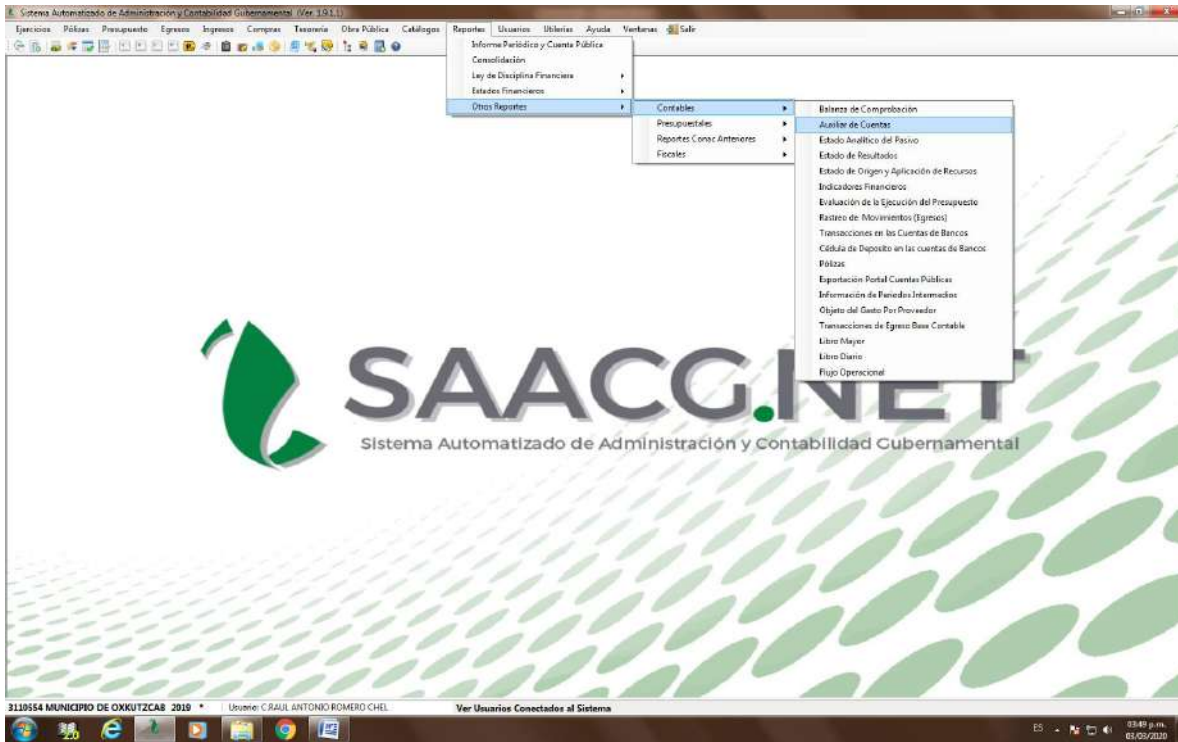 Sistema Automatizado de Administración y Contabilidad Gubernamental (Ver. 1.9.1.1)
Ejercicios Pólizas Presupuesto Egresos Ingresos Compras Tesorería Obra Pública Catálogos Reportes Usuarios Utilerías Ayuda Ventanas Salir
Informe Periódico y Cuenta Pública
Consolidación
Ley de Disciplina Financiera
Estados Financieros
Otros Reportes
Contables
Presupuestales
Reportes Conac Anteriores
Fiscales
Balanza de Comprobación
Auxiliar de Cuentas
Estado Analítico del Pasivo
Estado de Resultados
Estado de Origen y Aplicación de Recursos
Indicadores Financieros
Evaluación de la Ejecución del Presupuesto
Rastreo de Movimientos (Egresos)
Transacciones en las Cuentas de Bancos
Cédula de Deposito en las cuentas de Bancos
Pólizas
Exportación Portal Cuentas Públicas
Información de Periodos Intermedios
Objeto del Gasto Por Proveedor
Transacciones de Egreso Base Contable
Libro Mayor
Libro Diario
Flujo Operacional
SAACG.NET
Sistema Automatizado de Administración y Contabilidad Gubernamental
3110554 MUNICIPIO DE OXKUTZCAB 2019 * Usuario: C.RAUL ANTONIO ROMERO CHEL Ver Usuarios Conectados al Sistema
ES 03:49 p.m.
03/03/2020